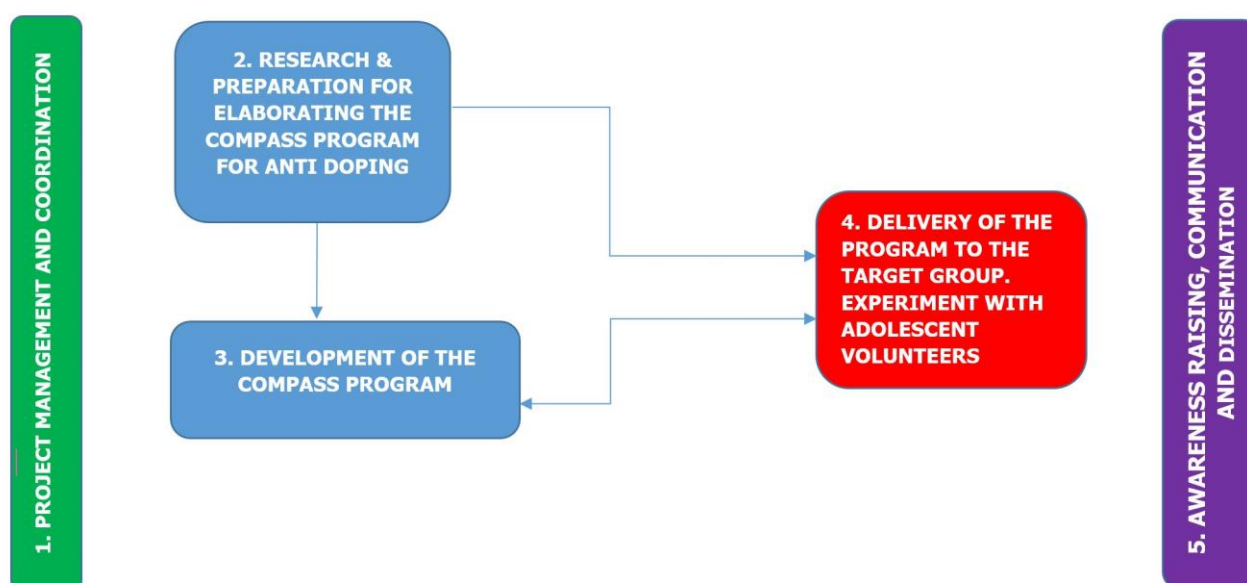 1. PROJECT MANAGEMENT AND COORDINATION
2. RESEARCH &
PREPARATION FOR
ELABORATING THE
COMPASS PROGRAM
FOR ANTI DOPING
3. DEVELOPMENT OF THE
COMPASS PROGRAM
4. DELIVERY OF THE
PROGRAM TO THE
TARGET GROUP.
EXPERIMENT WITH
ADOLESCENT
VOLUNTEERS
5. AWARENESS RAISING, COMMUNICATION
AND DISSEMINATION